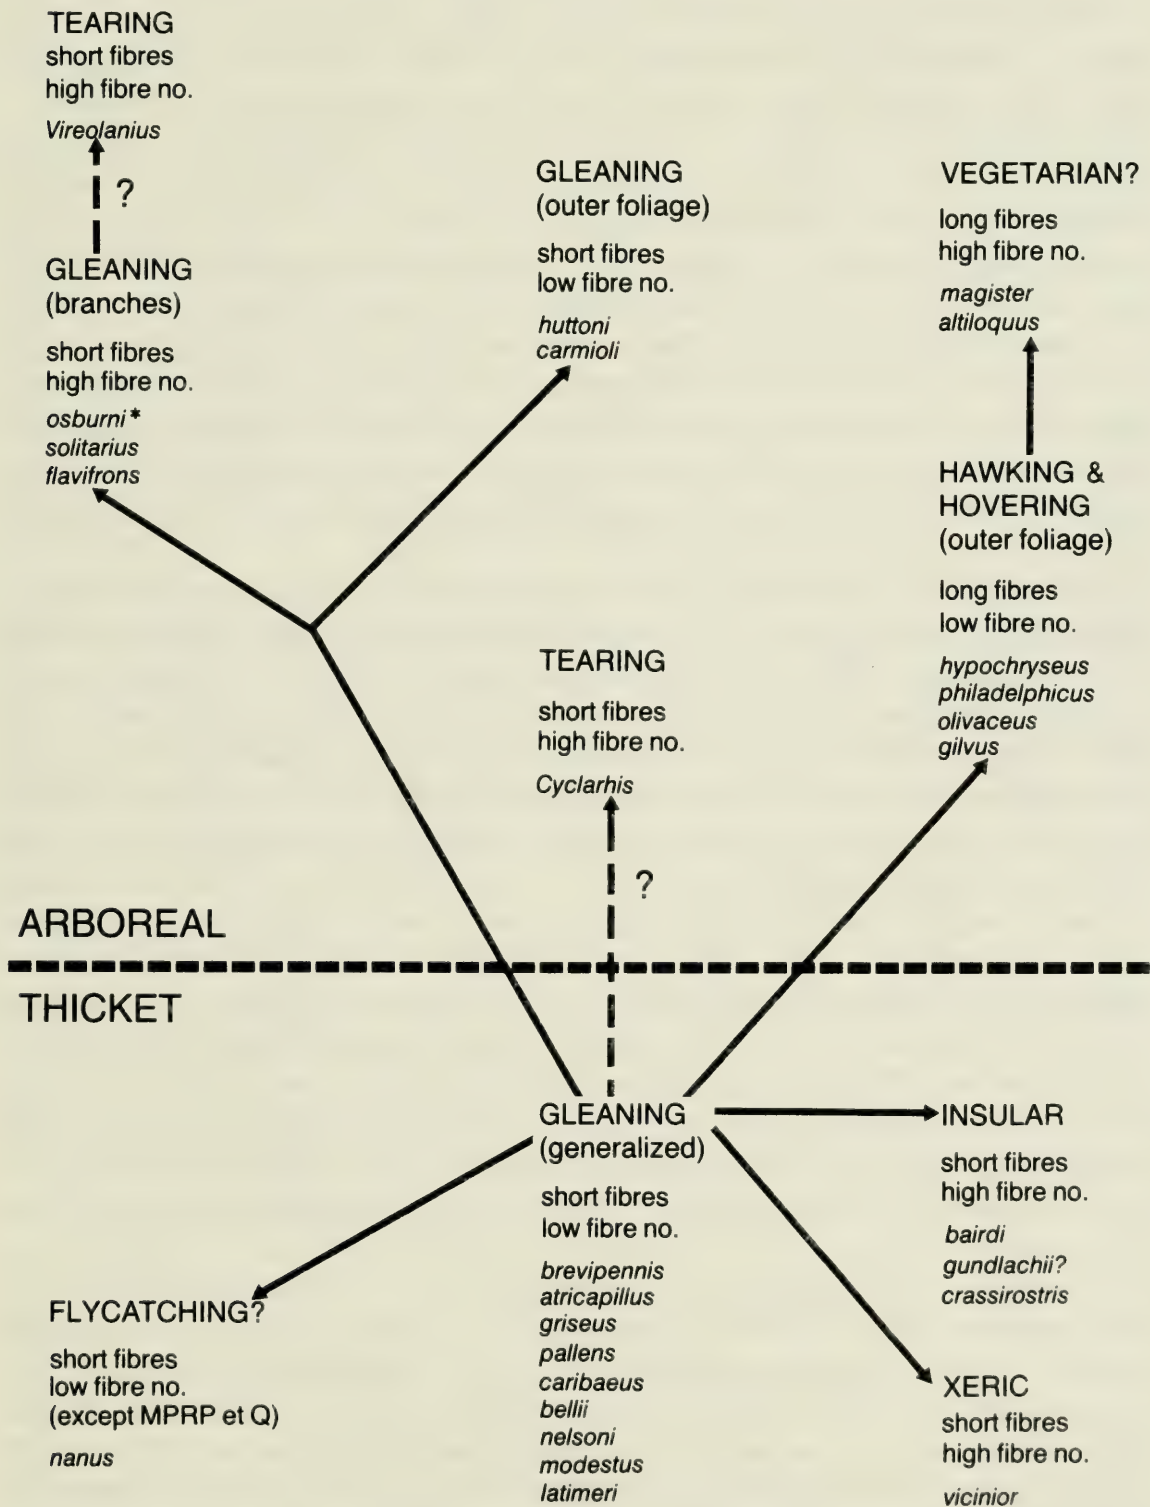 TEARING
short fibres
high fibre no.
Vireolanius
?
GLEANING
(branches)
short fibres
high fibre no.
osburni*
solitarius
flavifrons
GLEANING
(outer foliage)
short fibres
low fibre no.
huttoni
carmioli
VEGETARIAN?
long fibres
high fibre no.
magister
altiloquus
HAWKING &
HOVERING
(outer foliage)
long fibres
low fibre no.
hypochryseus
philadelphicus
olivaceus
gilvus
TEARING
short fibres
high fibre no.
Cyclarhis
?
ARBOREAL
THICKET
GLEANING
(generalized)
short fibres
low fibre no.
brevipennis
atricapillus
griseus
pallens
caribaeus
bellii
nelsoni
modestus
latimeri
INSULAR
short fibres
high fibre no.
bairdi
gundlachii?
crassirostris
FLYCATCHING?
short fibres
low fibre no.
(except MPRP et Q)
nanus
XERIC
short fibres
high fibre no.
vicinior